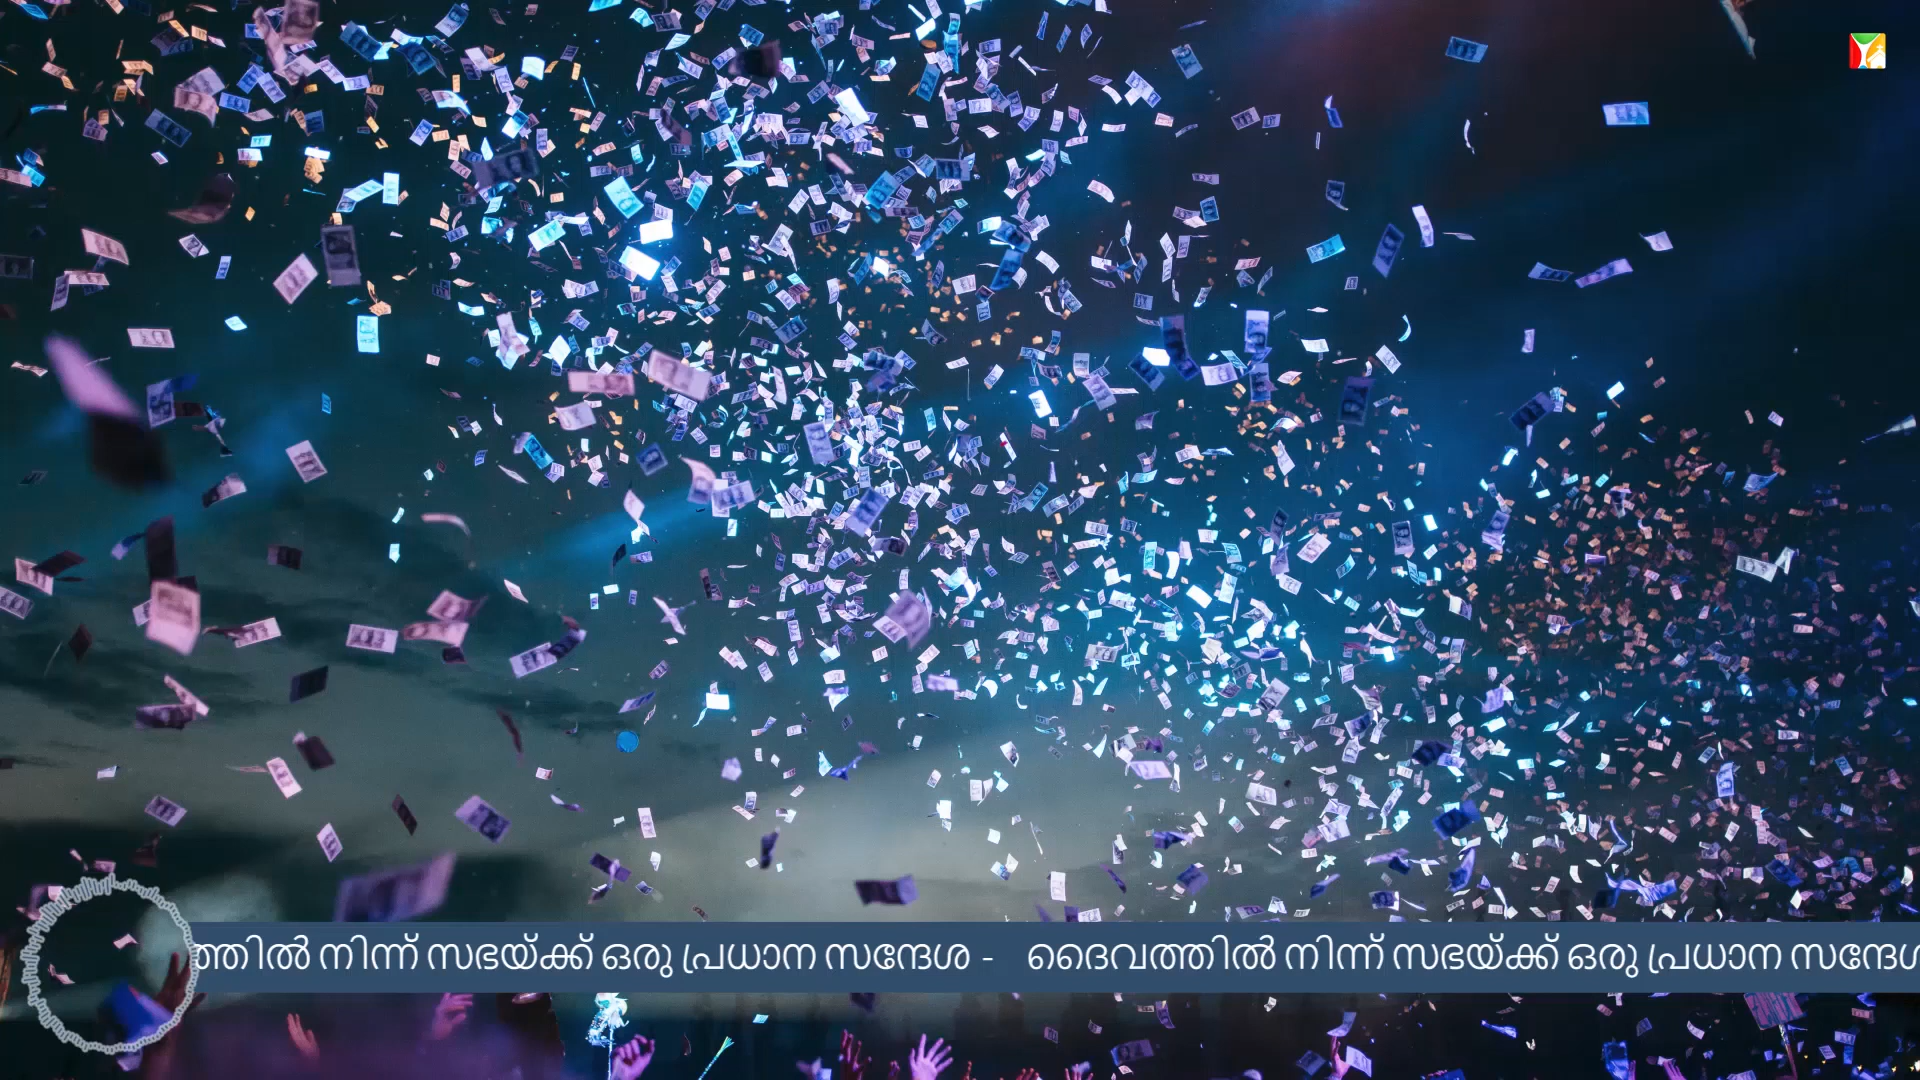 ത്തിൽ നിന്ന് സഭയ്ക്ക് ഒരു പ്രധാന സന്ദേശ - ദൈവത്തിൽ നിന്ന് സഭയ്ക്ക് ഒരു പ്രധാന സന്ദേശ